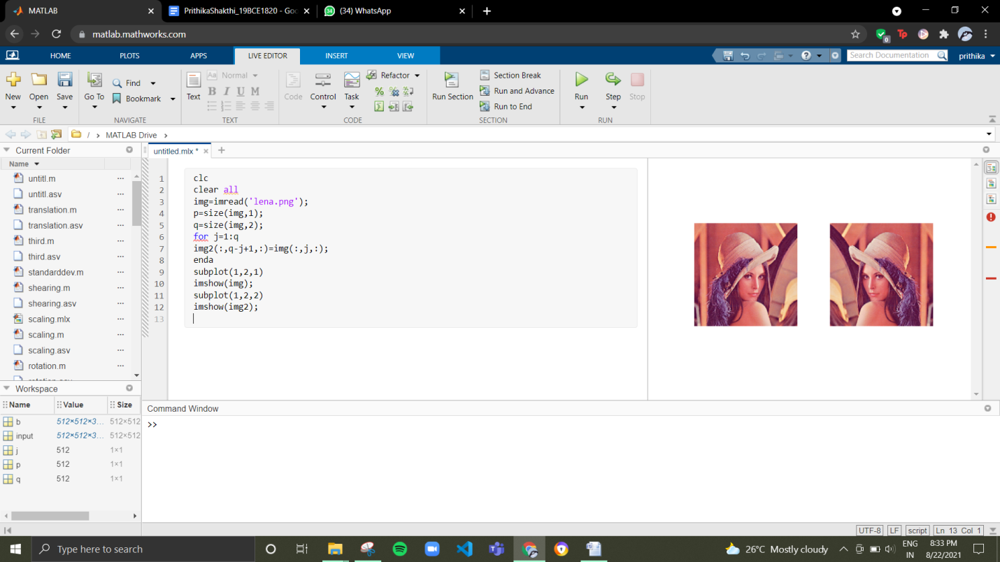 MATLAB
PrithikaShakthi_19BCE1820 - Goo
(34) WhatsApp
matlab.mathworks.com
HOME PLOTS APPS LIVE EDITOR INSERT VIEW
Search Documentation
prithika
New Open Save
FILE
Go To Find
Bookmark
NAVIGATE
Text Aa Normal
B I U M
TEXT
Code Control Task Refactor
CODE
Run Section
Section Break
Run and Advance
Run to End
SECTION
Run Step Stop
RUN
/ › MATLAB Drive ›
Current Folder
Name
untitl.m
untitl.asv
translation.m
translation.asv
third.m
third.asv
standarddev.m
shearing.m
shearing.asv
scaling.mlx
scaling.m
scaling.asv
rotation.m
Workspace
Name Value Size
b 512×512×3... 512×512
input 512×512×3... 512×512
j 512 1×1
p 512 1×1
q 512 1×1
untitled.mlx *
1 clc
2 clear all
3 img=imread('lena.png');
4 p=size(img,1);
5 q=size(img,2);
6 for j=1:q
7 img2(:,q-j+1,:)=img(:,j,:);
8 enda
9 subplot(1,2,1)
10 imshow(img);
11 subplot(1,2,2)
12 imshow(img2);
13
Command Window
>>
UTF-8 LF script Ln 13 Col 1
Type here to search
26°C Mostly cloudy
ENG
IN
8:33 PM
8/22/2021